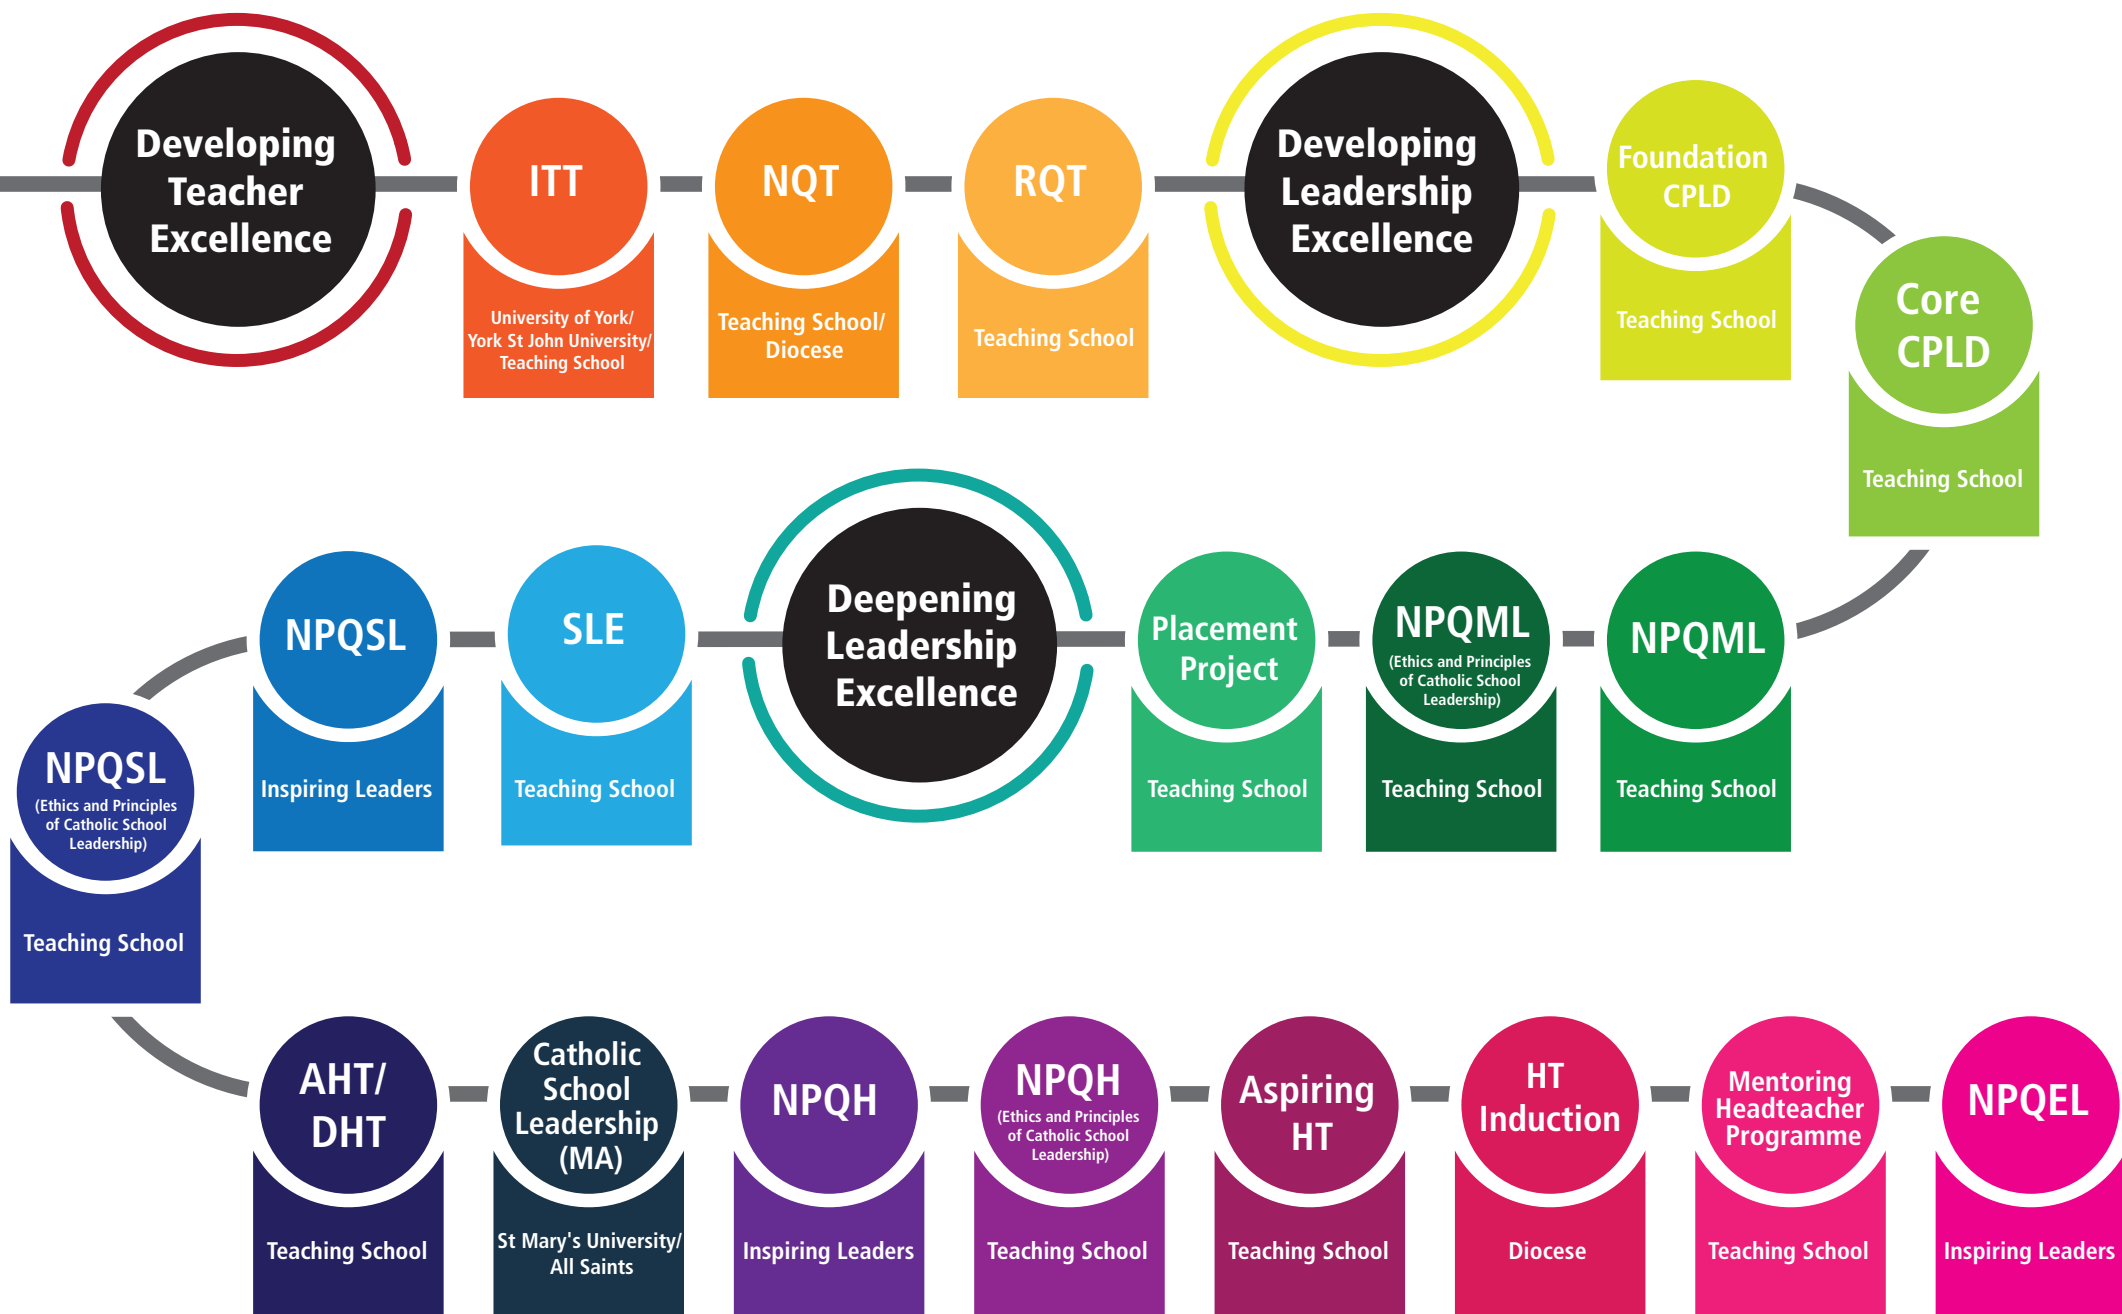 Developing
Teacher
Excellence
ITT
University of York/
York St John University/
Teaching School
NQT
Teaching School/
Diocese
RQT
Teaching School
Developing
Leadership
Excellence
Foundation
CPLD
Teaching School
Core
CPLD
Teaching School
NPQML
Teaching School
NPQML
(Ethics and Principles
of Catholic School
Leadership)
Teaching School
Placement
Project
Teaching School
Deepening
Leadership
Excellence
SLE
Teaching School
NPQSL
Inspiring Leaders
NPQSL
(Ethics and Principles
of Catholic School
Leadership)
Teaching School
AHT/
DHT
Teaching School
Catholic
School
Leadership
(MA)
St Mary's University/
All Saints
NPQH
Inspiring Leaders
NPQH
(Ethics and Principles
of Catholic School
Leadership)
Teaching School
Aspiring
HT
Teaching School
HT
Induction
Diocese
Mentoring
Headteacher
Programme
Teaching School
NPQEL
Inspiring Leaders